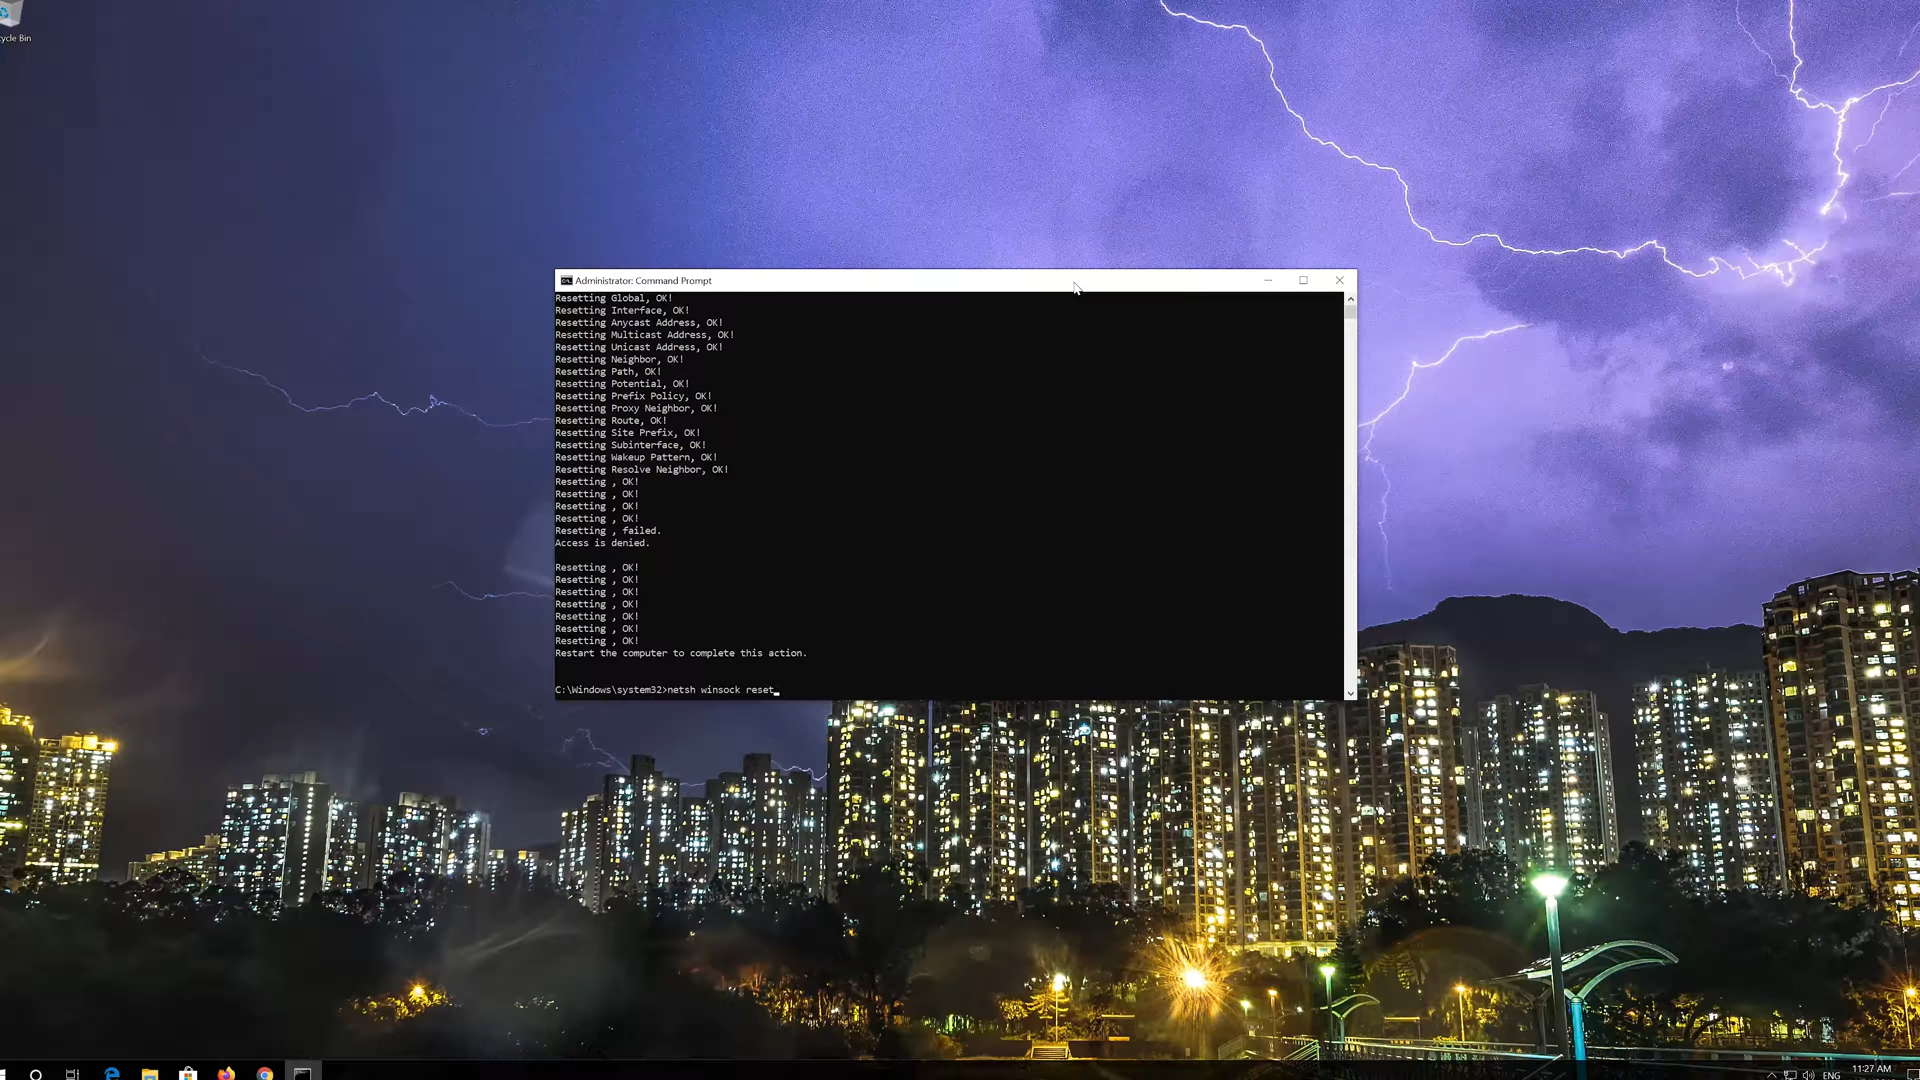 cycle Bin
Administrator: Command Prompt
Resetting Global, OK!
Resetting Interface, OK!
Resetting Anycast Address, OK!
Resetting Multicast Address, OK!
Resetting Unicast Address, OK!
Resetting Neighbor, OK!
Resetting Path, OK!
Resetting Potential, OK!
Resetting Prefix Policy, OK!
Resetting Proxy Neighbor, OK!
Resetting Route, OK!
Resetting Site Prefix, OK!
Resetting Subinterface, OK!
Resetting Wakeup Pattern, OK!
Resetting Resolve Neighbor, OK!
Resetting , OK!
Resetting , OK!
Resetting , OK!
Resetting , OK!
Resetting , failed.
Access is denied.
Resetting , OK!
Resetting , OK!
Resetting , OK!
Resetting , OK!
Resetting , OK!
Resetting , OK!
Resetting , OK!
Restart the computer to complete this action.
C:\Windows\system32>netsh winsock reset_
ENG
11:27 AM